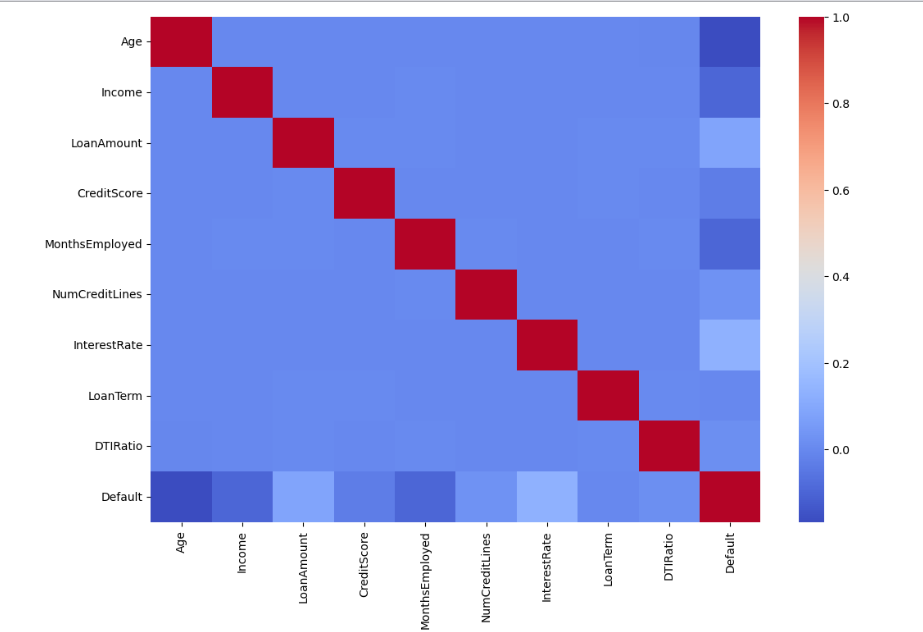 Age
Income
LoanAmount
CreditScore
MonthsEmployed
NumCreditLines
InterestRate
LoanTerm
DTIRatio
Default
Age
Income
LoanAmount
CreditScore
MonthsEmployed
NumCreditLines
InterestRate
LoanTerm
DTIRatio
Default
1.0
0.8
0.6
0.4
0.2
0.0